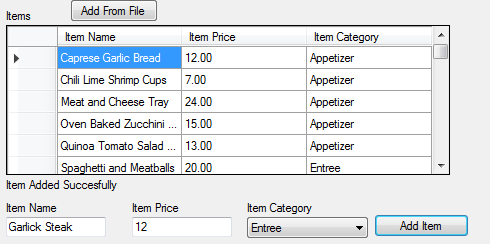 Items Add From File
Item Name Item Price Item Category
Caprese Garlic Bread 12.00 Appetizer
Chili Lime Shrimp Cups 7.00 Appetizer
Meat and Cheese Tray 24.00 Appetizer
Oven Baked Zucchini ... 15.00 Appetizer
Quinoa Tomato Salad ... 13.00 Appetizer
Spaghetti and Meatballs 20.00 Entree
Item Added Succesfully
Item Name Item Price Item Category
Garlick Steak 12 Entree Add Item